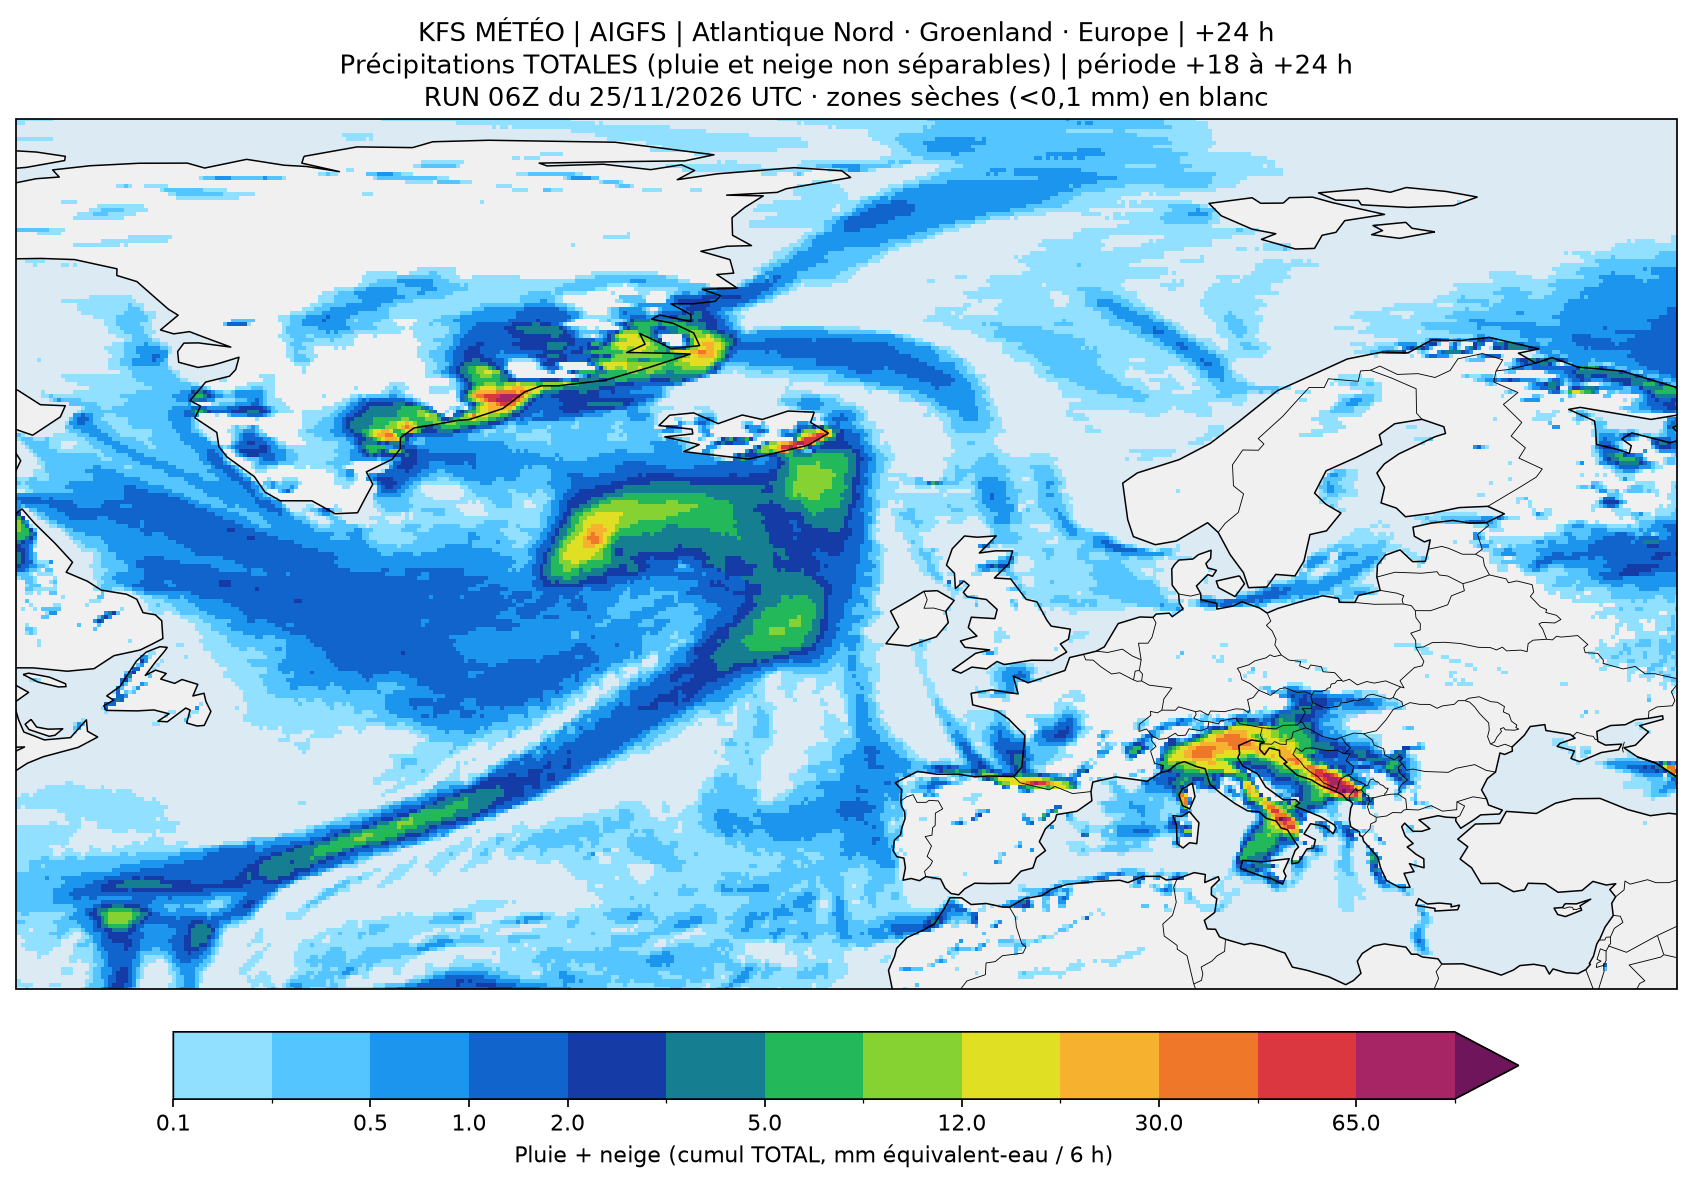 KFS MÉTÉO | AIGFS | Atlantique Nord · Groenland · Europe | +24 h
Précipitations TOTALES (pluie et neige non séparables) | période +18 à +24 h
RUN 06Z du 25/11/2026 UTC · zones sèches (<0,1 mm) en blanc
0.1 0.5 1.0 2.0 5.0 12.0 30.0 65.0
Pluie + neige (cumul TOTAL, mm équivalent-eau / 6 h)